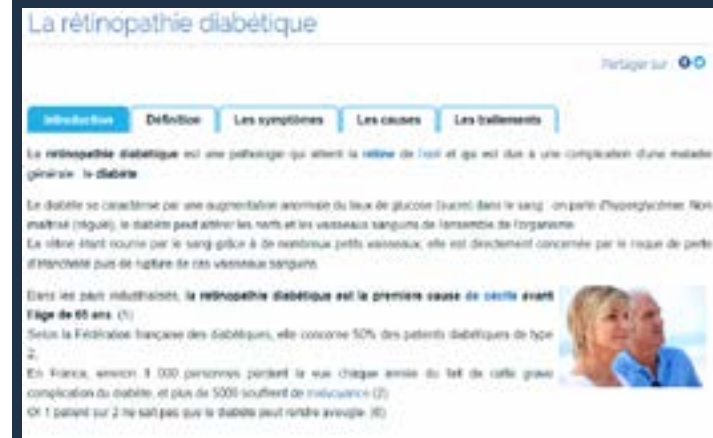 La rétinopathie diabétique
Partager sur
Introduction Définition Les symptômes Les causes Les traitements
La rétinopathie diabétique est une pathologie qui atteint la rétine de l'œil et qui est due à une complication d'une maladie
générale : le diabète.
Le diabète se caractérise par une augmentation anormale du taux de glucose (sucre) dans le sang : on parle d'hyperglycémie. Non
maîtrisé (régulé), le diabète peut altérer les nerfs et les vaisseaux sanguins de l'ensemble de l'organisme.
La rétine étant nourrie par le sang grâce à de nombreux petits vaisseaux, elle est directement concernée par le risque de perte
d'étanchéité puis de rupture de ces vaisseaux sanguins.
Dans les pays industrialisés, la rétinopathie diabétique est la première cause de cécité avant
l'âge de 65 ans. (1)
Selon la Fédération française des diabétiques, elle concerne 50% des patients diabétiques de type
2.
En France, environ 1 000 personnes perdent la vue chaque année du fait de cette grave
complication du diabète, et plus de 5000 souffrent de malvoyance (2)
Or 1 patient sur 2 ne sait pas que le diabète peut rendre aveugle.